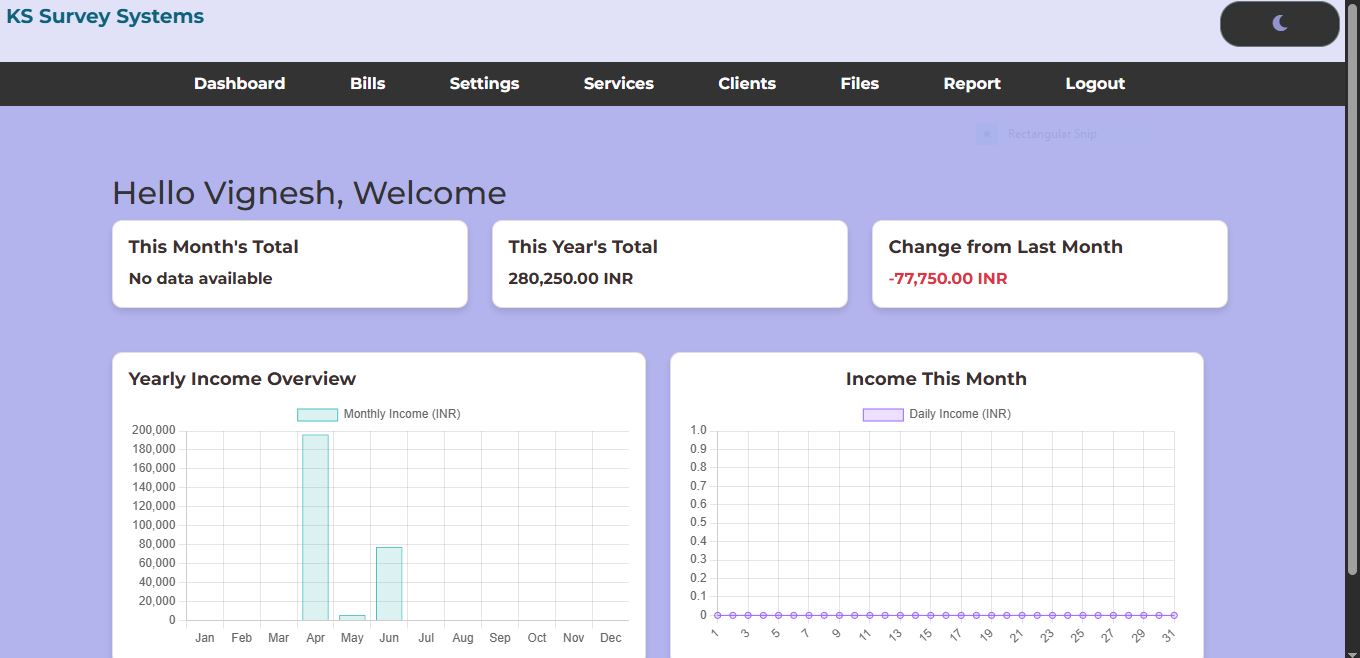 KS Survey Systems
Dashboard Bills Settings Services Clients Files Report Logout
Rectangular Snip
Hello Vignesh, Welcome
This Month's Total
No data available
This Year's Total
280,250.00 INR
Change from Last Month
-77,750.00 INR
Yearly Income Overview
Monthly Income (INR)
200,000
180,000
160,000
140,000
120,000
100,000
80,000
60,000
40,000
20,000
0
Jan Feb Mar Apr May Jun Jul Aug Sep Oct Nov Dec
Income This Month
Daily Income (INR)
1.0
0.9
0.8
0.7
0.6
0.5
0.4
0.3
0.2
0.1
0
1 3 5 7 9 11 13 15 17 19 21 23 25 27 29 31